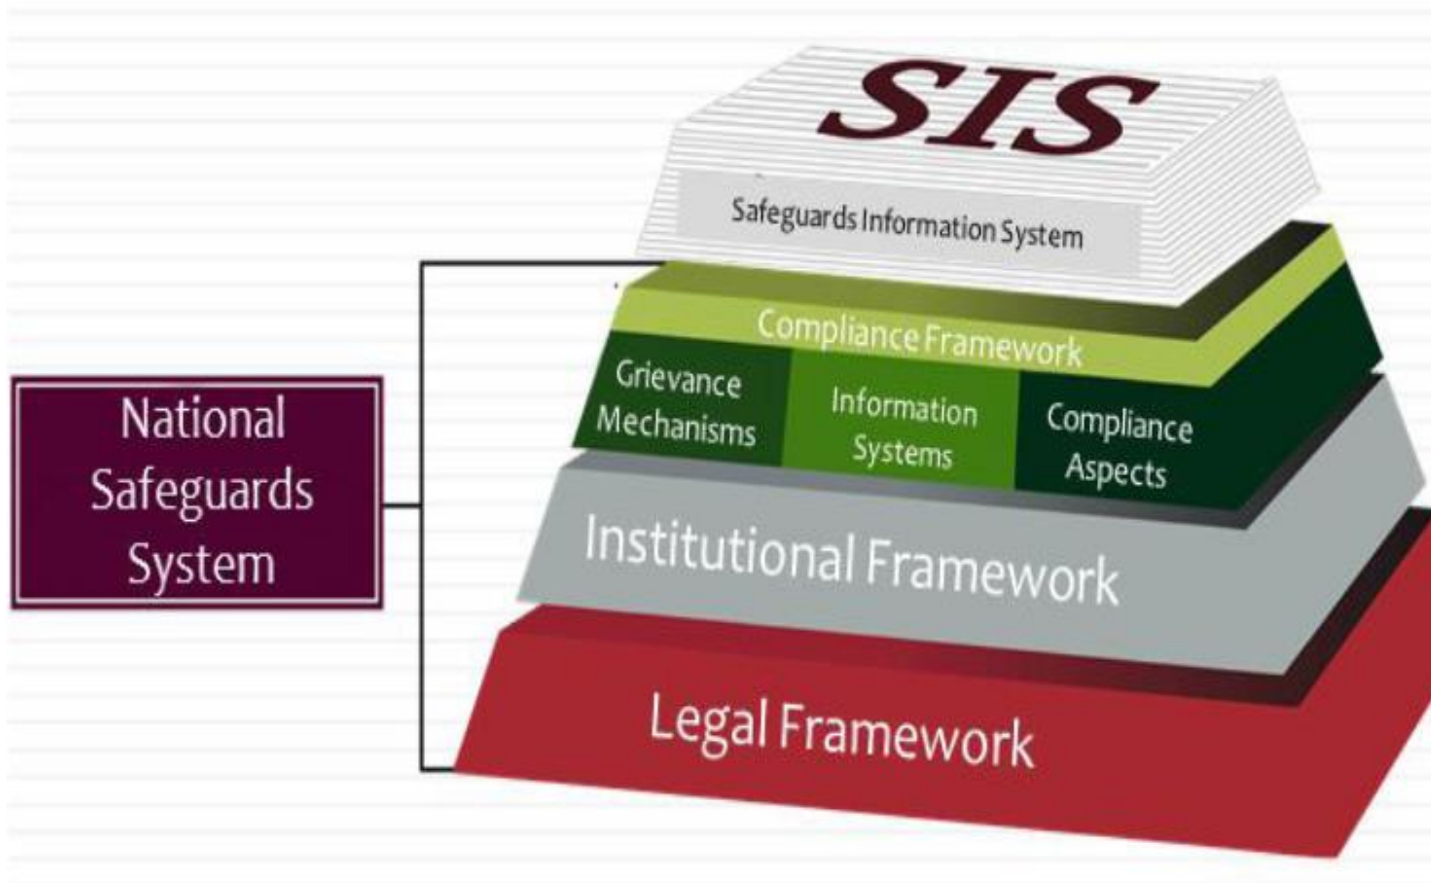 SIS
Safeguards Information System
Compliance Framework
Grievance
Mechanisms
Information
Systems
Compliance
Aspects
National
Safeguards
System
Institutional Framework
Legal Framework